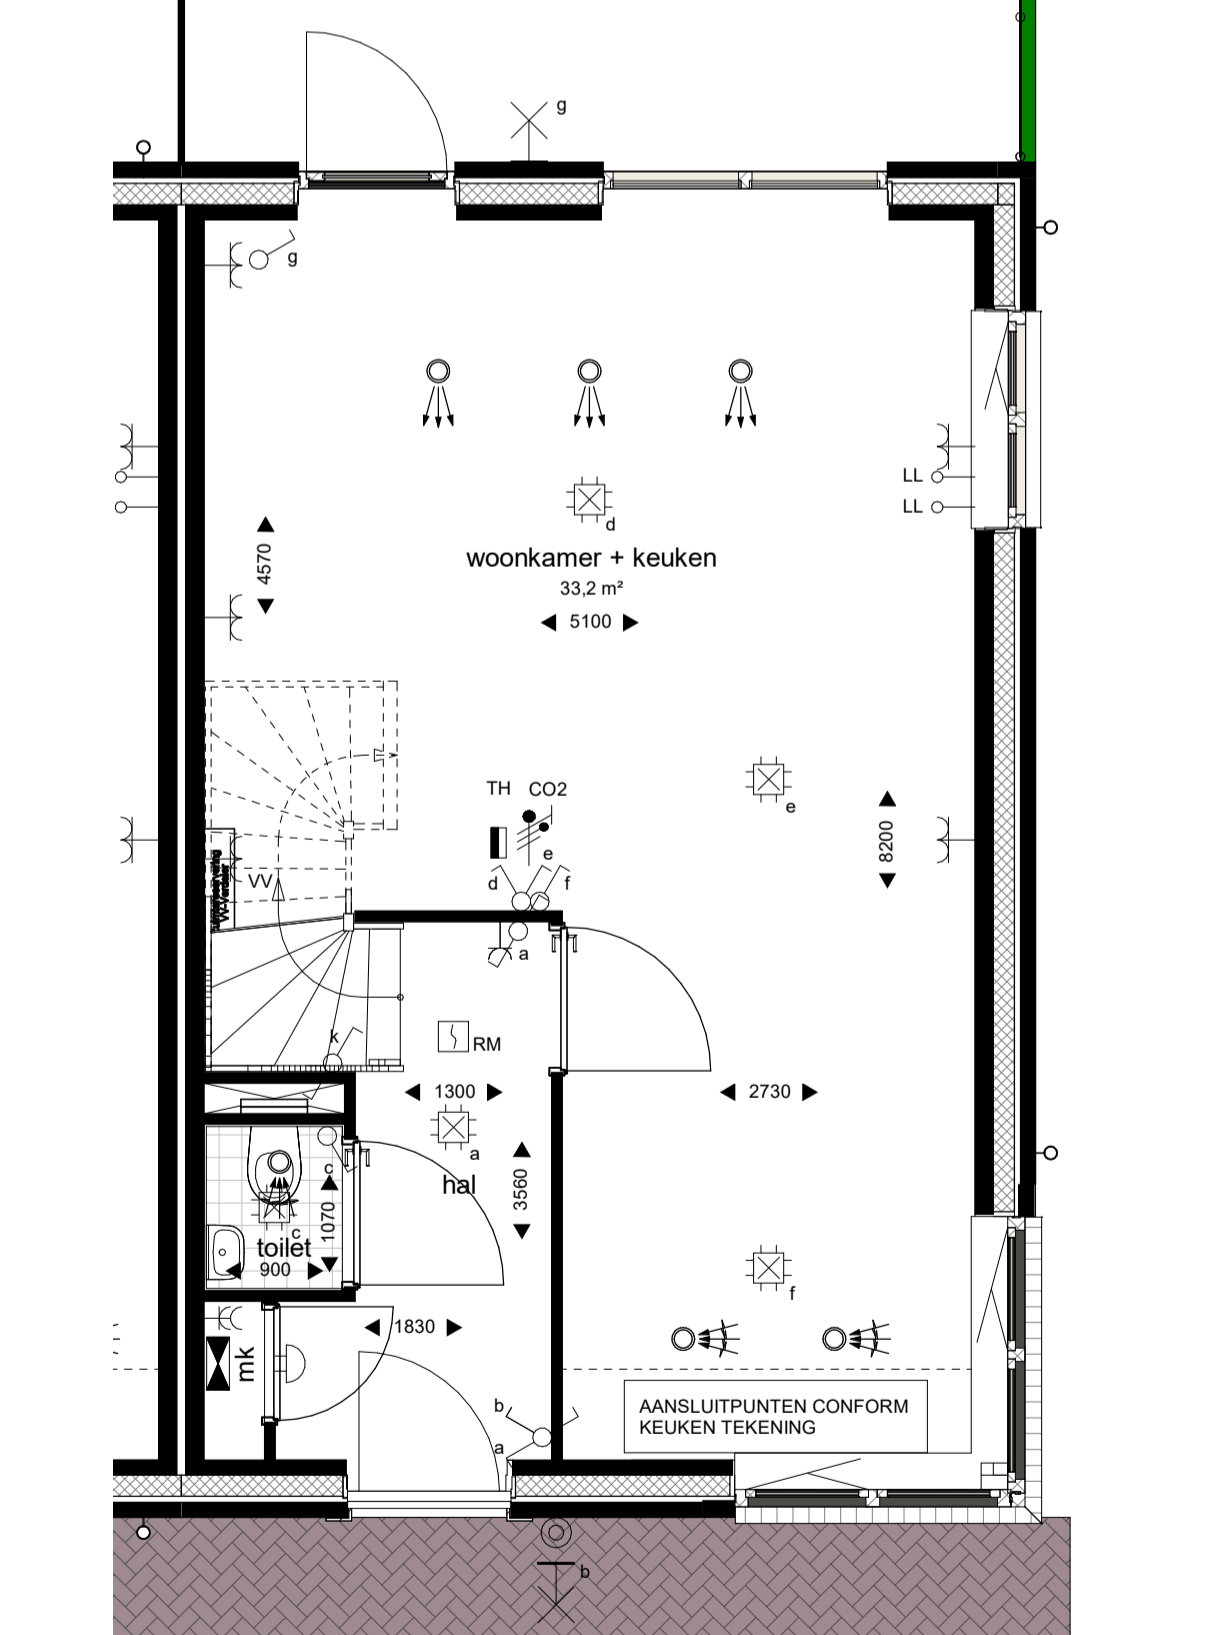 g
g
LL
LL
d
woonkamer + keuken
33,2 m²
5100
4570
e
TH CO2
8200
e
d
f
VV
a
k
RM
1300
2730
a
hal
3560
c
1070
c
toilet
900
f
1830
mk
b
a
AANSLUITPUNTEN CONFORM
KEUKEN TEKENING
b